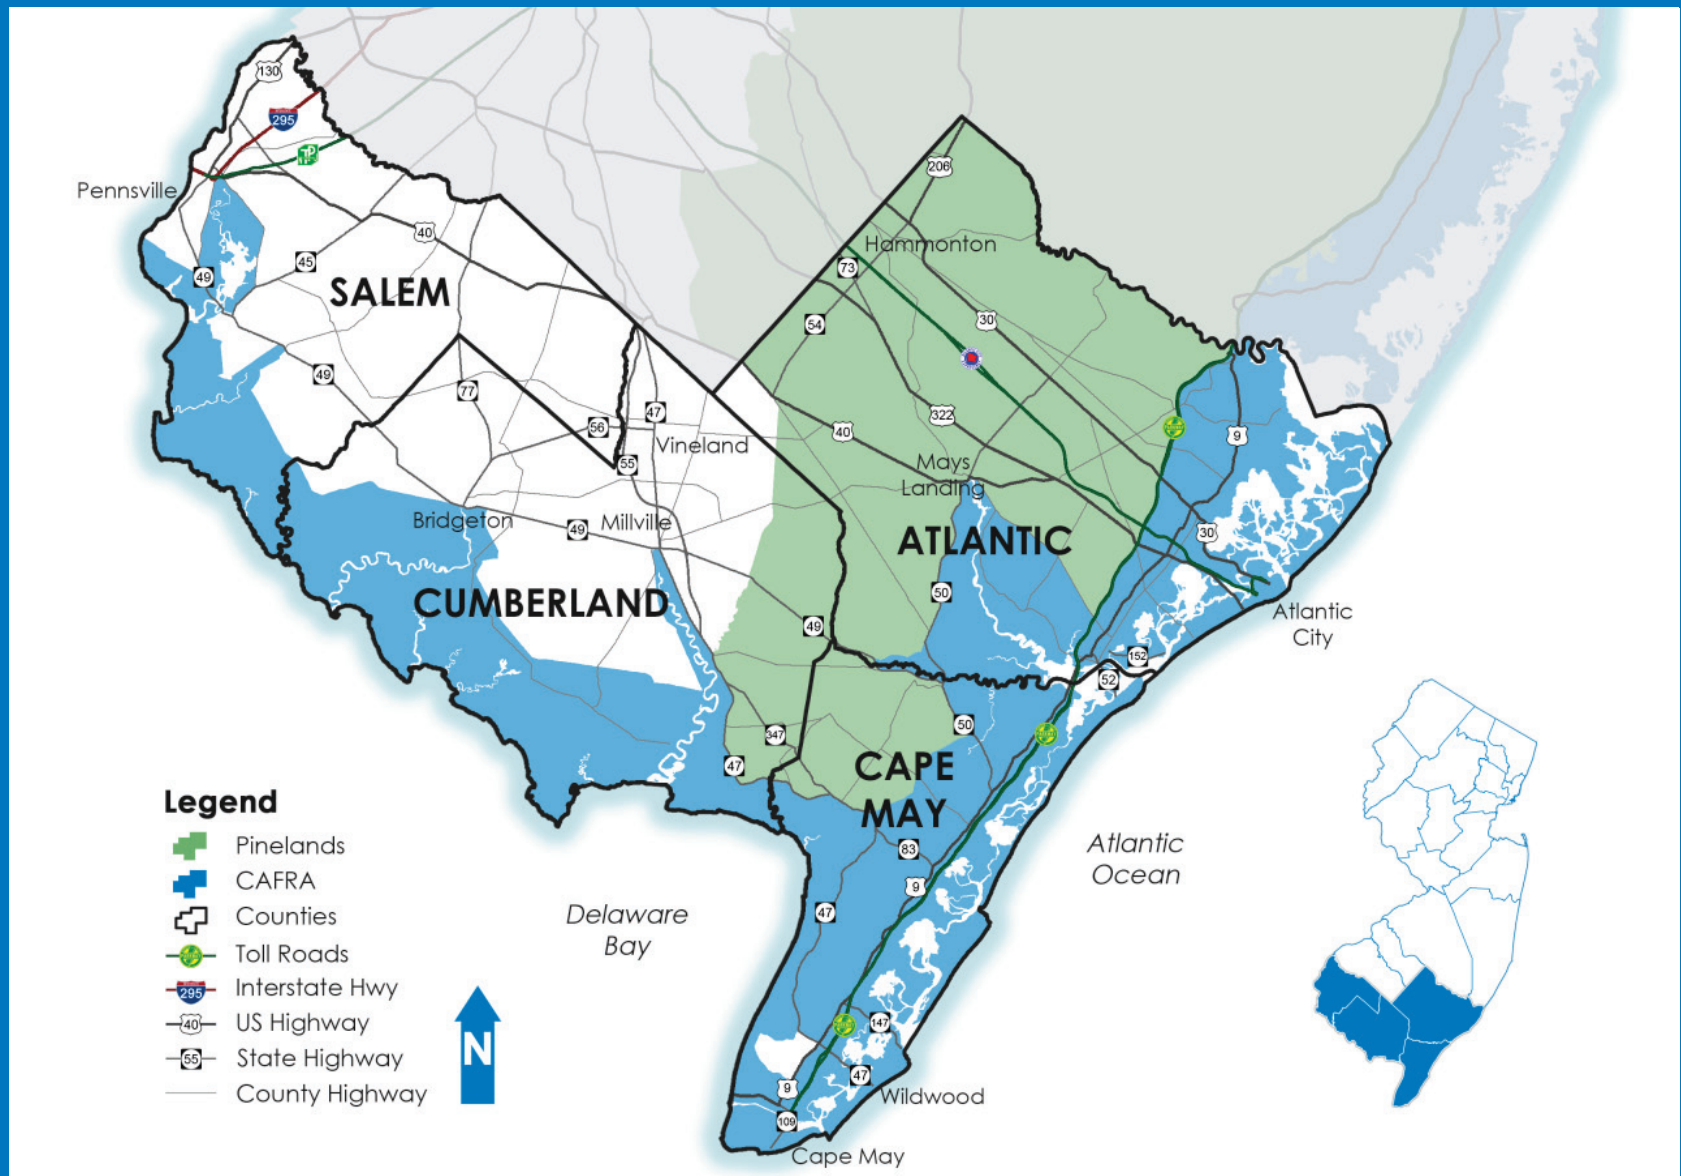 130
295
TP
Pennsville
206
40
Hammonton
45
73
49
SALEM
54
30
49
77
47
322
9
56
40
Vineland
55
Mays
Landing
Bridgeton
49
Millville
30
ATLANTIC
50
CUMBERLAND
49
Atlantic
City
152
52
50
347
47
CAPE
MAY
83
9
47
Atlantic
Ocean
Delaware
Bay
147
47
9
Wildwood
109
Cape May
Legend
Pinelands
CAFRA
Counties
Toll Roads
295
Interstate Hwy
40
US Highway
55
State Highway
County Highway
N